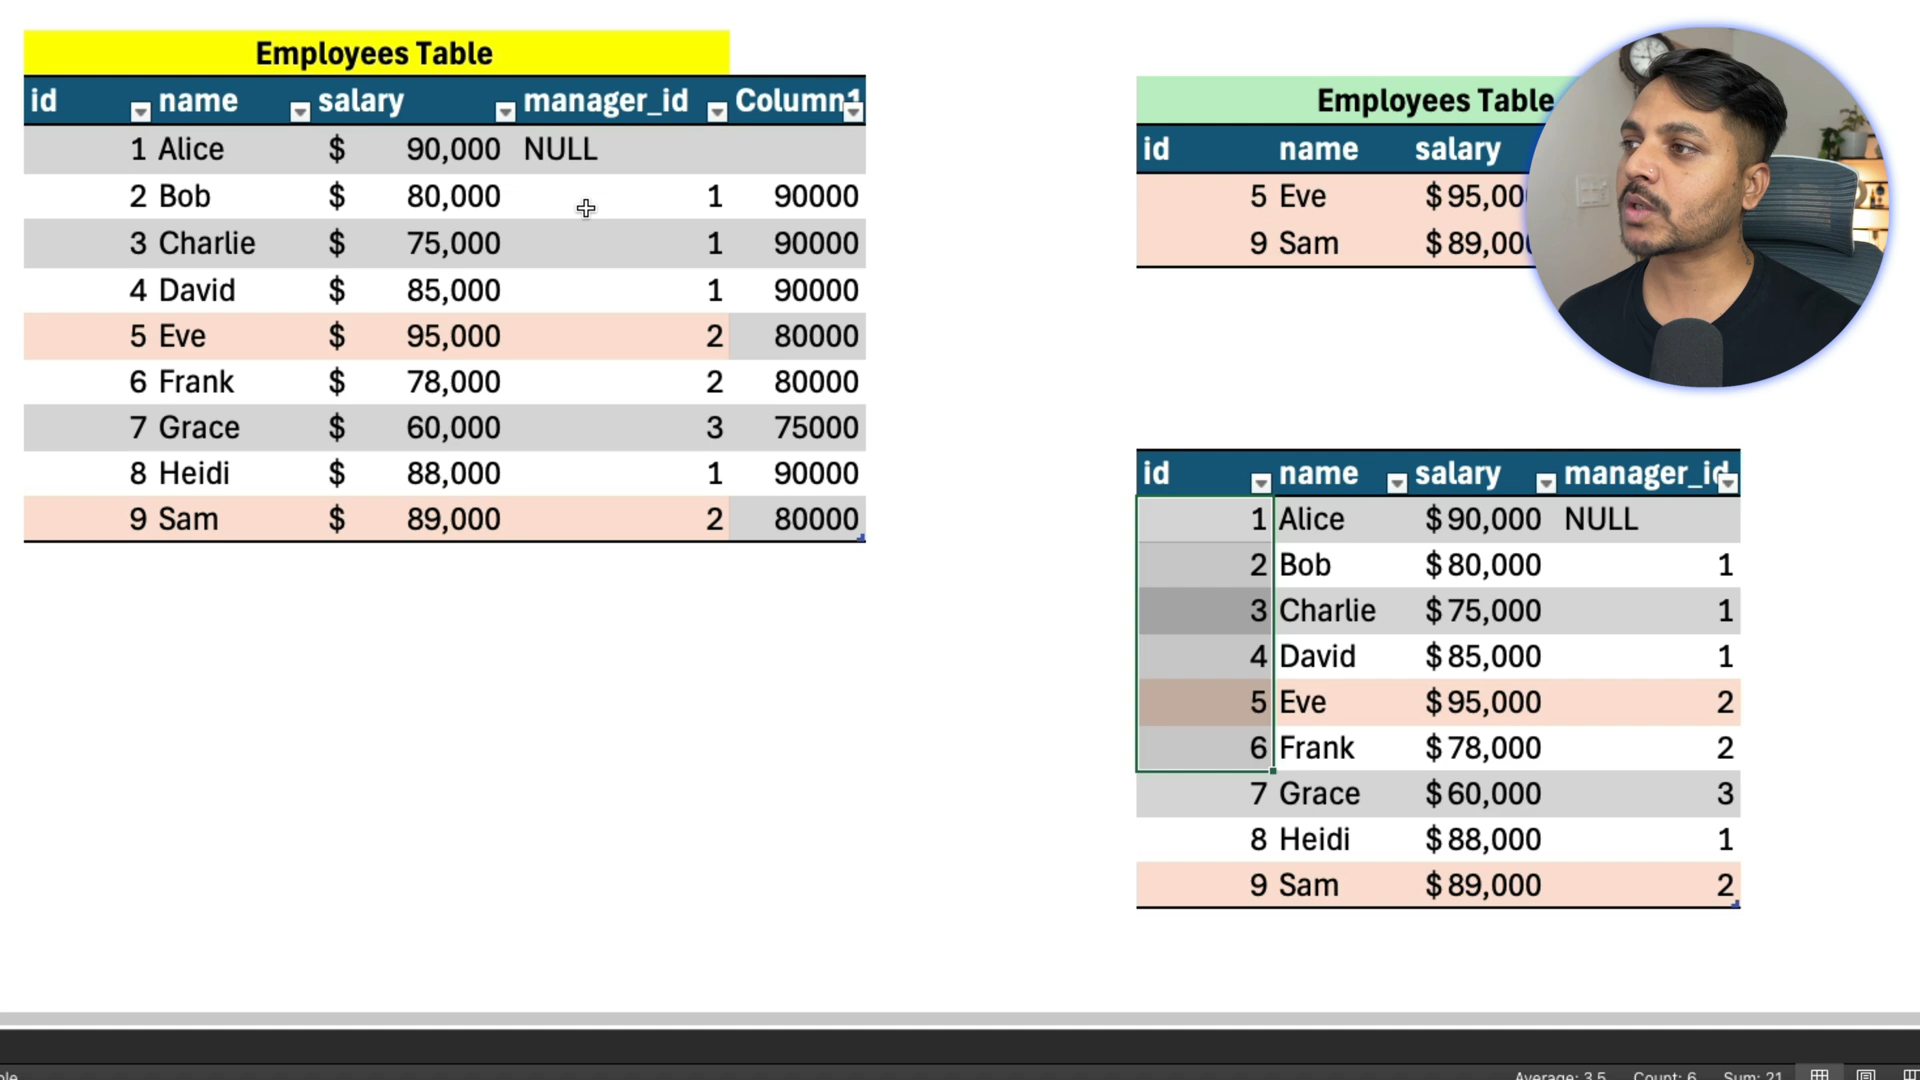 Employees Table
id name salary manager_id Column1
1 Alice $ 90,000 NULL
2 Bob $ 80,000 1 90000
3 Charlie $ 75,000 1 90000
4 David $ 85,000 1 90000
5 Eve $ 95,000 2 80000
6 Frank $ 78,000 2 80000
7 Grace $ 60,000 3 75000
8 Heidi $ 88,000 1 90000
9 Sam $ 89,000 2 80000
Employees Table
id name salary
5 Eve $95,00
9 Sam $89,00
id name salary manager_id
1 Alice $90,000 NULL
2 Bob $80,000 1
3 Charlie $75,000 1
4 David $85,000 1
5 Eve $95,000 2
6 Frank $78,000 2
7 Grace $60,000 3
8 Heidi $88,000 1
9 Sam $89,000 2
Average: 3.5 Count: 6 Sum: 21